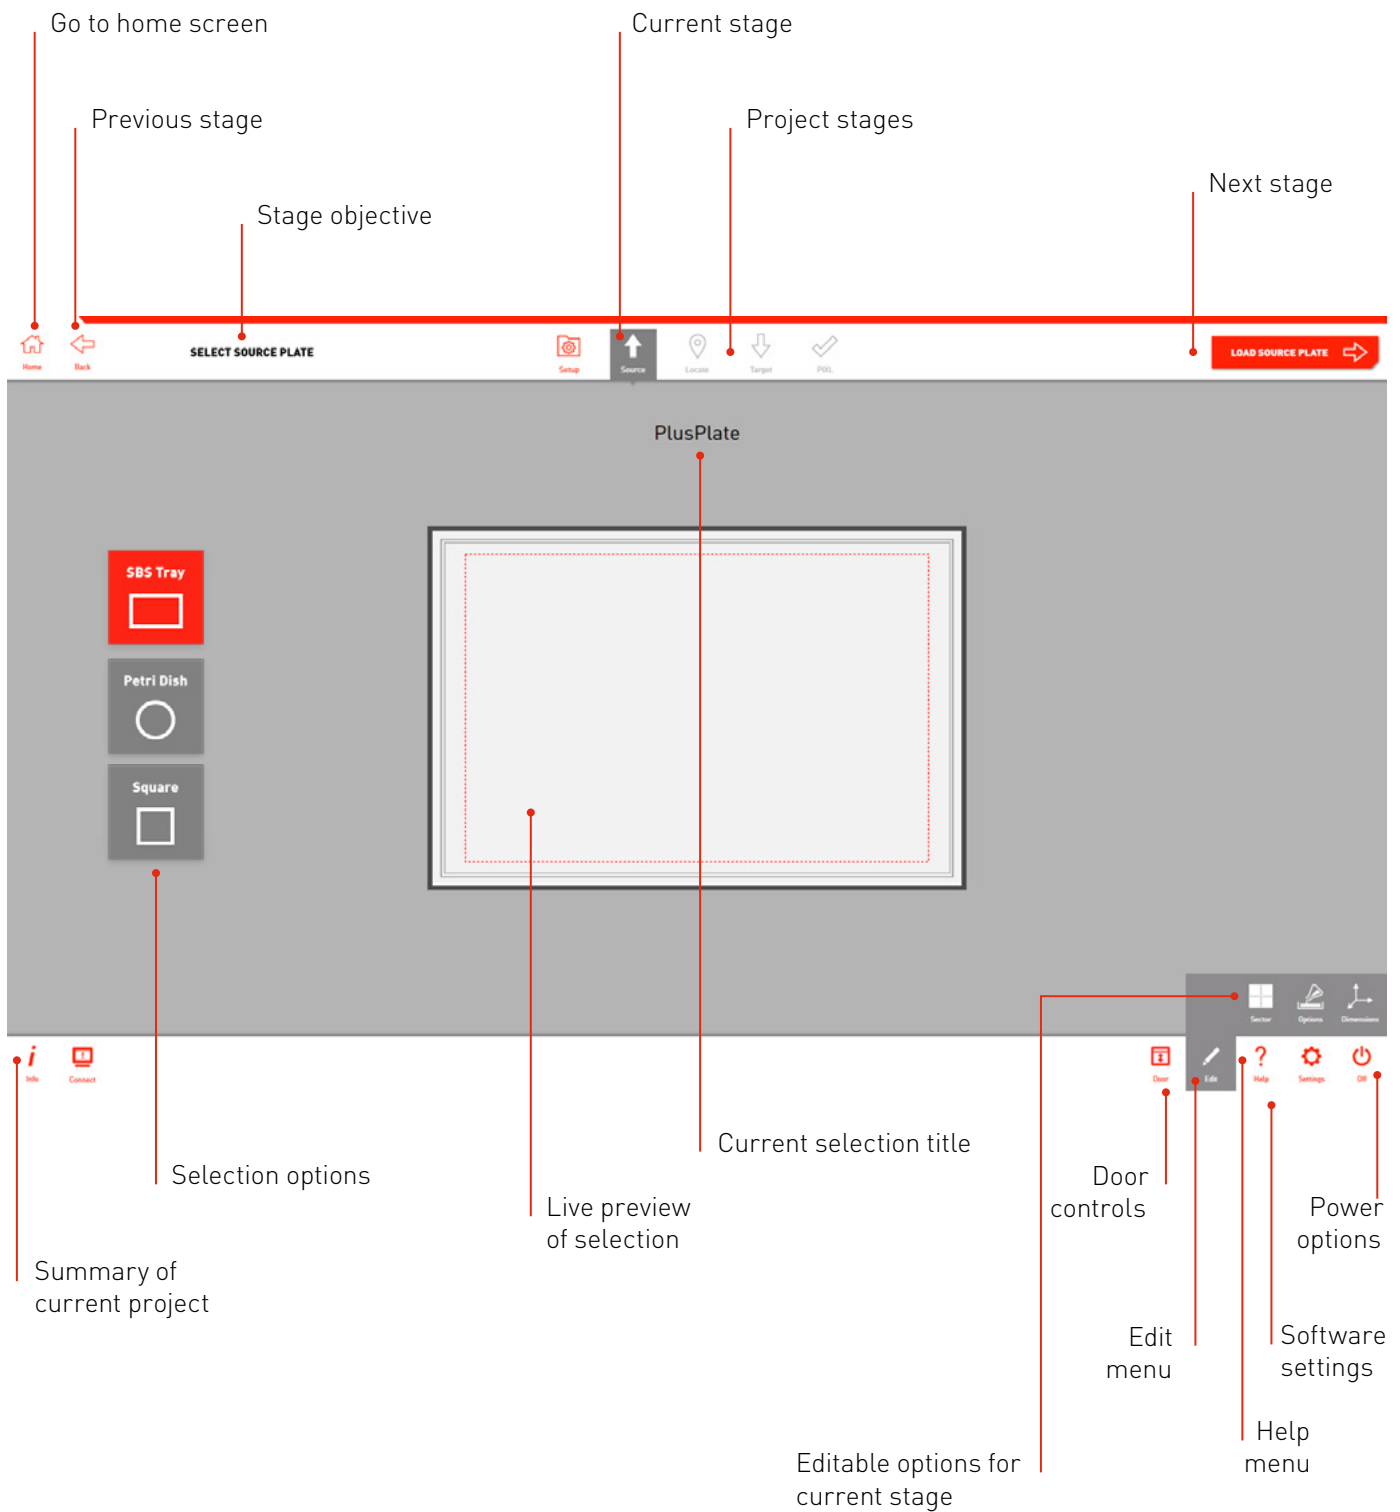 Go to home screen
Current stage
Previous stage
Project stages
Next stage
Stage objective
Home
Back
SELECT SOURCE PLATE
Setup
Source
Locate
Target
PIXL
LOAD SOURCE PLATE
PlusPlate
SBS Tray
Petri Dish
Square
Sector
Options
Dimensions
Info
Connect
Door
Edit
Help
Settings
Off
Current selection title
Selection options
Door
controls
Live preview
of selection
Power
options
Summary of
current project
Edit
menu
Software
settings
Help
menu
Editable options for
current stage